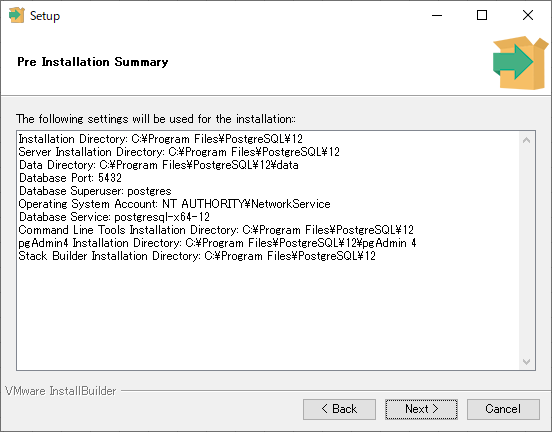 Setup
Pre Installation Summary
The following settings will be used for the installation::
Installation Directory: C:¥Program Files¥PostgreSQL¥12
Server Installation Directory: C:¥Program Files¥PostgreSQL¥12
Data Directory: C:¥Program Files¥PostgreSQL¥12¥data
Database Port: 5432
Database Superuser: postgres
Operating System Account: NT AUTHORITY¥NetworkService
Database Service: postgresql-x64-12
Command Line Tools Installation Directory: C:¥Program Files¥PostgreSQL¥12
pgAdmin4 Installation Directory: C:¥Program Files¥PostgreSQL¥12¥pgAdmin 4
Stack Builder Installation Directory: C:¥Program Files¥PostgreSQL¥12
VMware InstallBuilder
< Back
Next >
Cancel